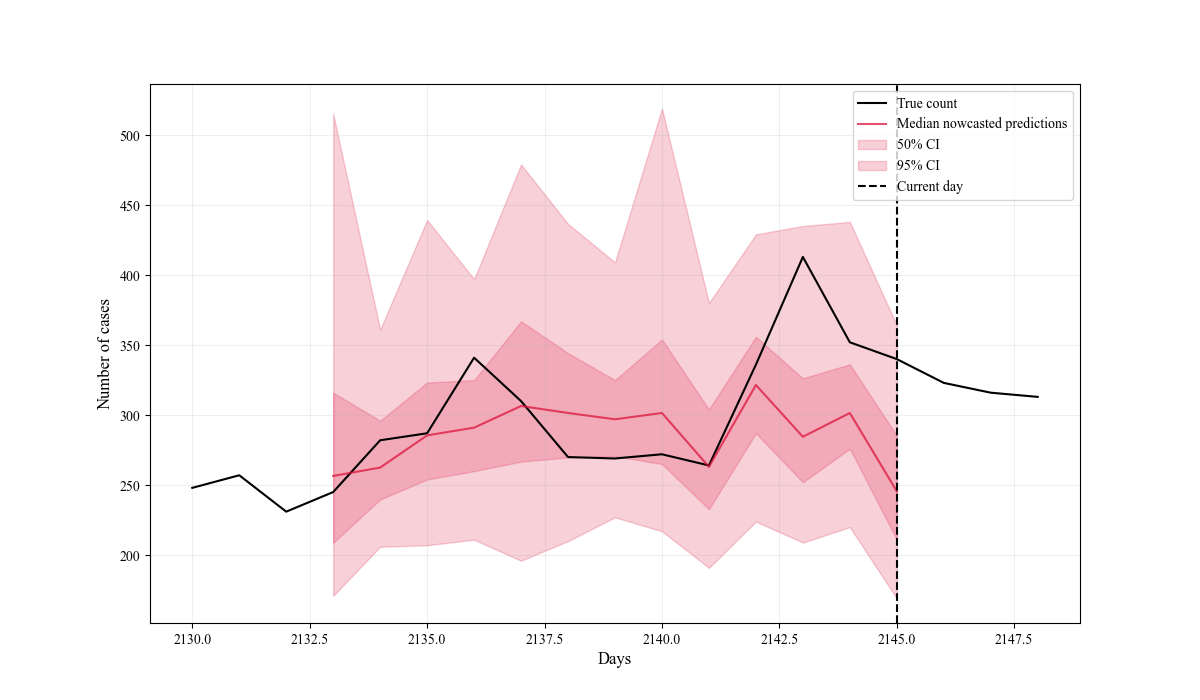 True count
Median nowcasted predictions
50% CI
95% CI
Current day
500
450
400
350
300
250
200
Number of cases
2130.0 2132.5 2135.0 2137.5 2140.0 2142.5 2145.0 2147.5
Days